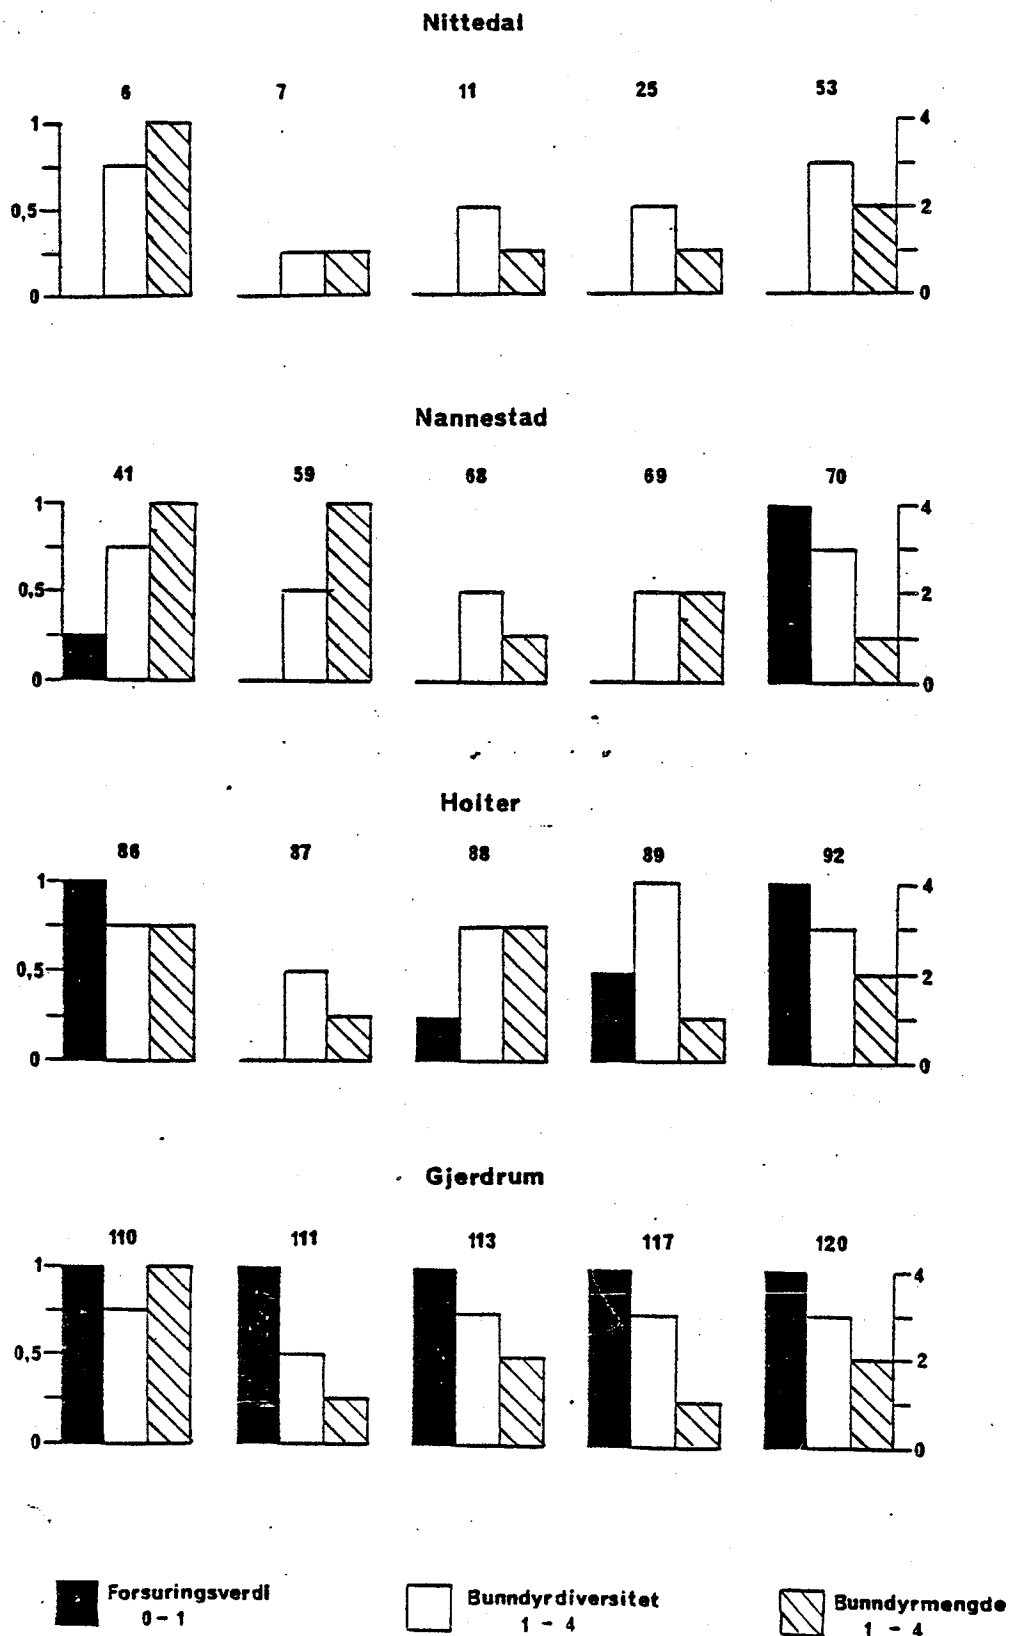 Nittedal
6 7 11 25 53
1 4
0,5 2
0 0
Nannestad
41 59 68 69 70
1 4
0,5 2
0 0
Holter
86 87 88 89 92
1 4
0,5 2
0 0
Gjerdrum
110 111 113 117 120
1 4
0,5 2
0 0
Forsuringsverdi Bunndyrdiversitet Bunndyrmengde
0 - 1 1 - 4 1 - 4